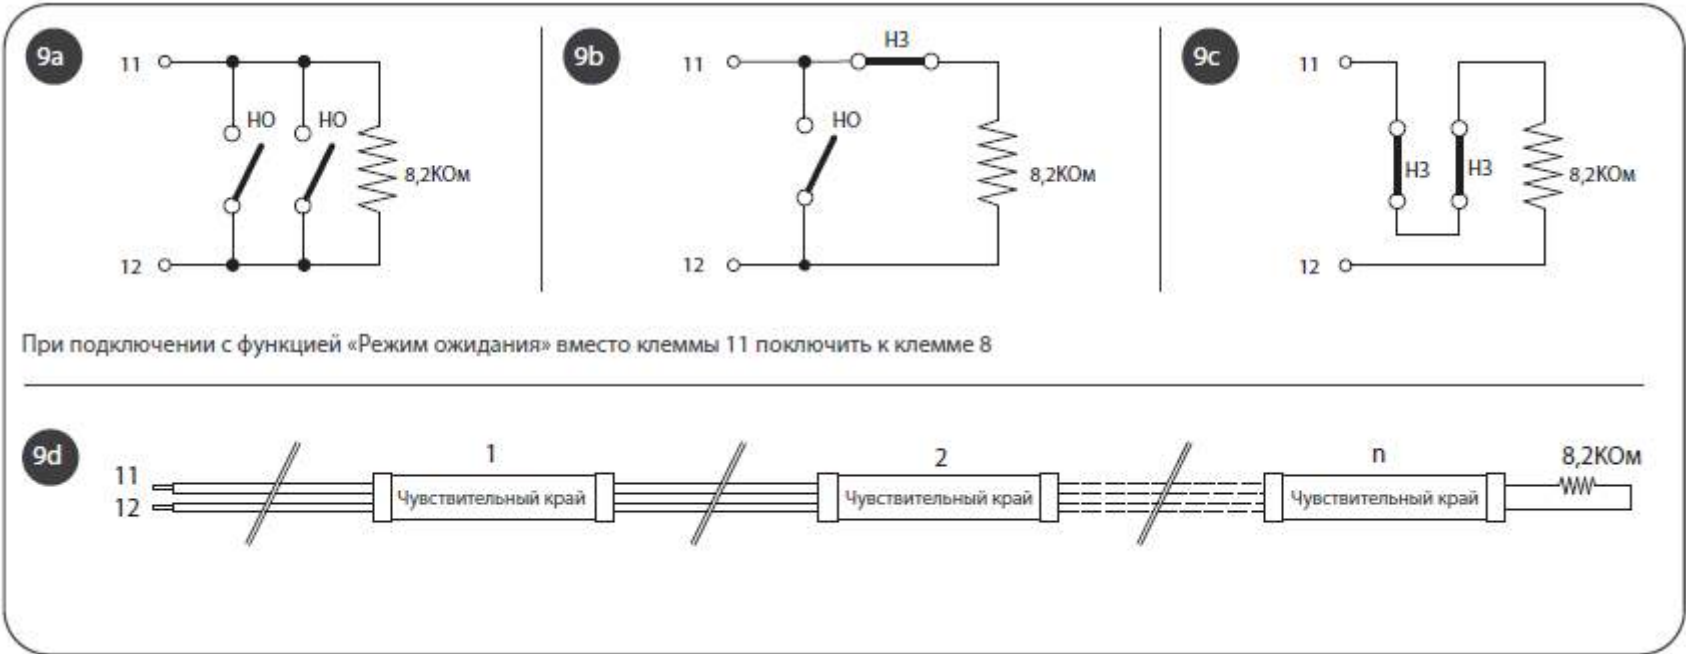 9a
11
НО
НО
8,2КОм
12
9b
11
НЗ
НО
8,2КОм
12
9c
11
НЗ
НЗ
8,2КОм
12
При подключении с функцией «Режим ожидания» вместо клеммы 11 поключить к клемме 8
9d
11
12
1
Чувствительный край
2
Чувствительный край
n
Чувствительный край
8,2КОм